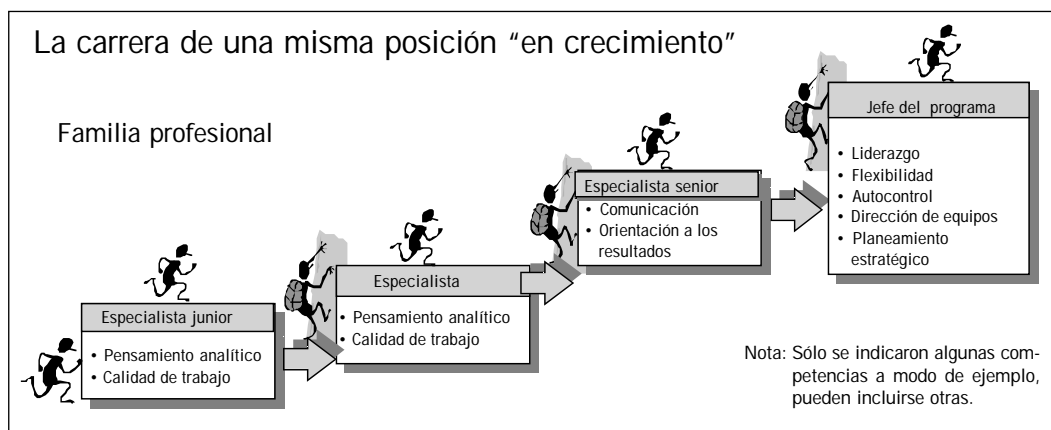 La carrera de una misma posición “en crecimiento”
Familia profesional
Especialista junior
• Pensamiento analítico
• Calidad de trabajo
Especialista
• Pensamiento analítico
• Calidad de trabajo
Especialista senior
• Comunicación
• Orientación a los
resultados
Jefe del programa
• Liderazgo
• Flexibilidad
• Autocontrol
• Dirección de equipos
• Planeamiento
estratégico
Nota: Sólo se indicaron algunas com-
petencias a modo de ejemplo,
pueden incluirse otras.